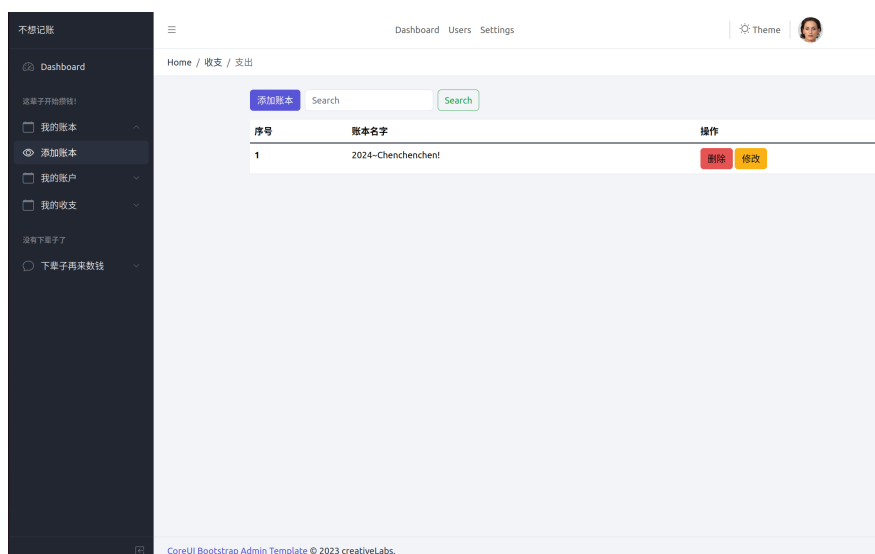 不想记账
Dashboard Users Settings
Theme
Dashboard
Home / 收支 / 支出
这辈子开始攒钱!
添加账本 Search Search
我的账本
序号 账本名字 操作
添加账本
1 2024~Chenchenchen! 删除 修改
我的账户
我的收支
没有下辈子了
下辈子再来数钱
CoreUI Bootstrap Admin Template © 2023 creativeLabs.